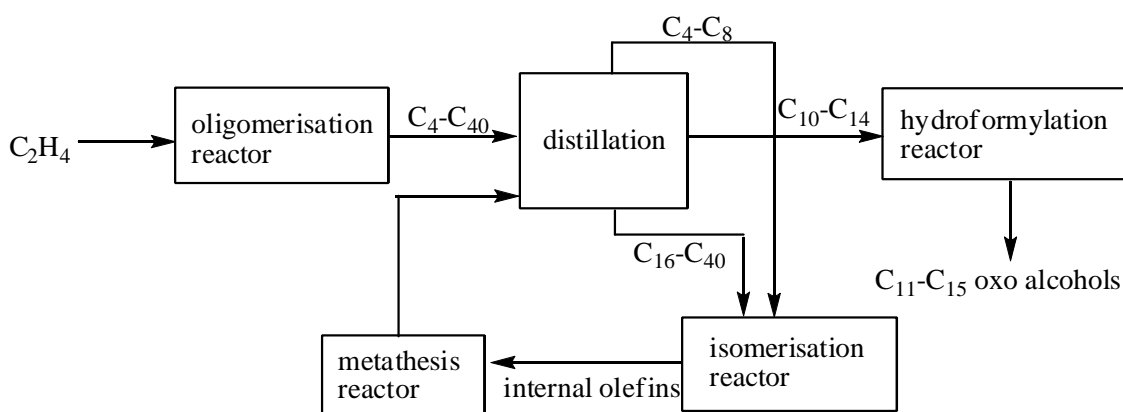 C₄-C₈
oligomerisation
reactor
C₄-C₄₀
distillation
C₁₀-C₁₄
hydroformylation
reactor
C₂H₄
C₁₆-C₄₀
C₁₁-C₁₅ oxo alcohols
metathesis
reactor
internal olefins
isomerisation
reactor